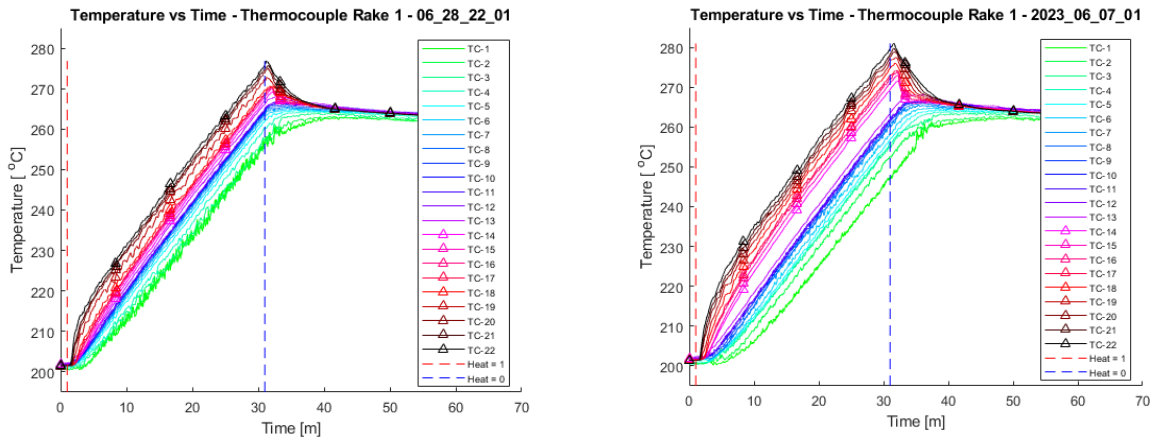 Temperature vs Time - Thermocouple Rake 1 - 06_28_22_01
Temperature [ °C]
280
270
260
250
240
230
220
210
200
0 10 20 30 40 50 60 70
Time [m]
TC-1
TC-2
TC-3
TC-4
TC-5
TC-6
TC-7
TC-8
TC-9
TC-10
TC-11
TC-12
TC-13
TC-14
TC-15
TC-16
TC-17
TC-18
TC-19
TC-20
TC-21
TC-22
Heat = 1
Heat = 0
Temperature vs Time - Thermocouple Rake 1 - 2023_06_07_01
Temperature [ °C]
280
270
260
250
240
230
220
210
200
0 10 20 30 40 50 60 70
Time [m]
TC-1
TC-2
TC-3
TC-4
TC-5
TC-6
TC-7
TC-8
TC-9
TC-10
TC-11
TC-12
TC-13
TC-14
TC-15
TC-16
TC-17
TC-18
TC-19
TC-20
TC-21
TC-22
Heat = 1
Heat = 0